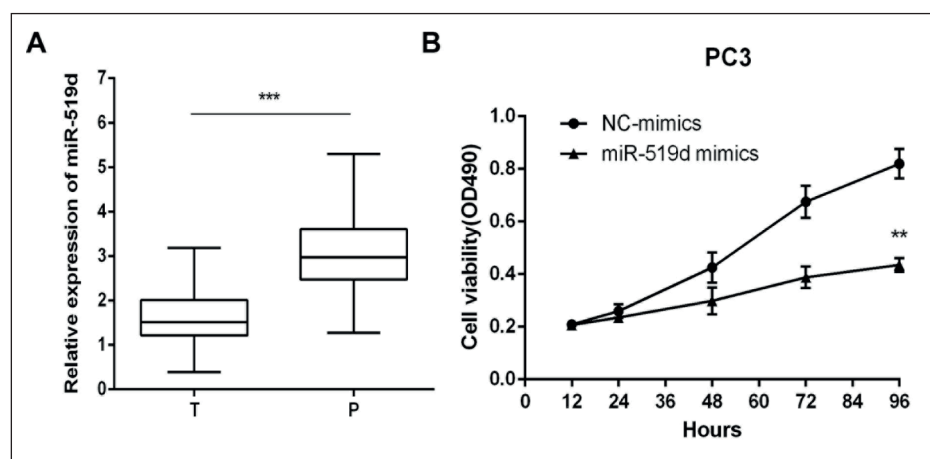 A
Relative expression of miR-519d
7
6
5
4
3
2
1
0
***
T
P
B
PC3
Cell viability(OD490)
1.0
0.8
0.6
0.4
0.2
0.0
NC-mimics
miR-519d mimics
**
0 12 24 36 48 60 72 84 96
Hours